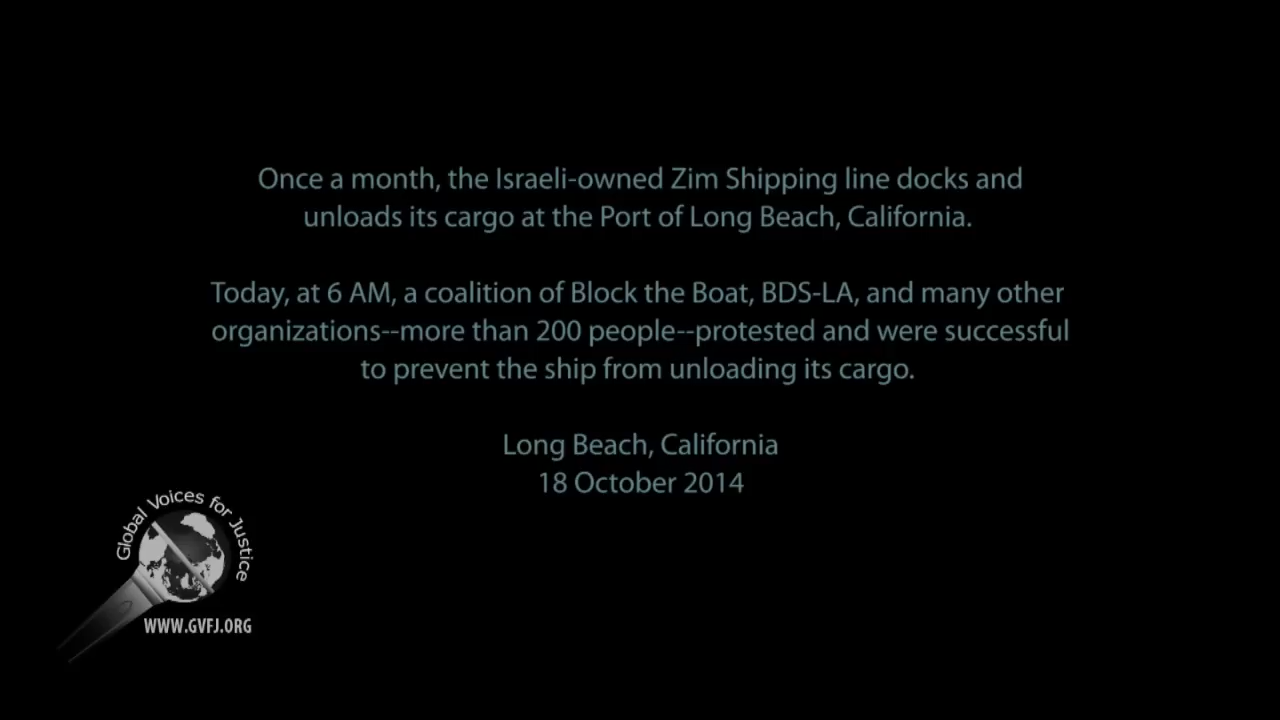 Once a month, the Israeli-owned Zim Shipping line docks and
unloads its cargo at the Port of Long Beach, California.
Today, at 6 AM, a coalition of Block the Boat, BDS-LA, and many other
organizations--more than 200 people--protested and were successful
to prevent the ship from unloading its cargo.
Long Beach, California
18 October 2014
Global Voices for Justice
WWW.GVFJ.ORG